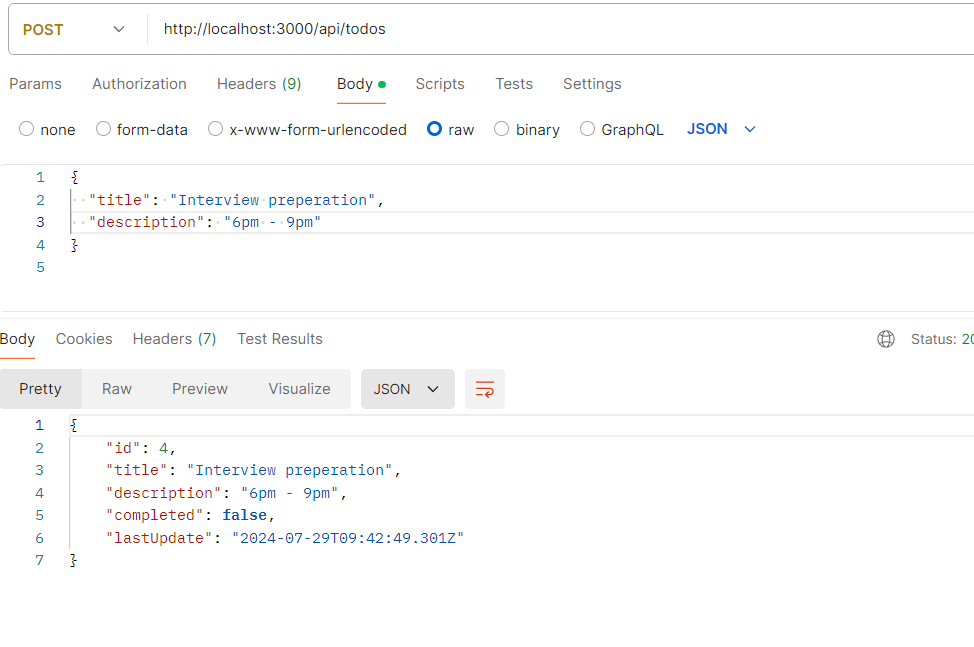 POST http://localhost:3000/api/todos
Params Authorization Headers (9) Body Scripts Tests Settings
none form-data x-www-form-urlencoded raw binary GraphQL JSON
1 {
2 "title": "Interview preperation",
3 "description": "6pm - 9pm"
4 }
5
Body Cookies Headers (7) Test Results Status: 20
Pretty Raw Preview Visualize JSON
1 {
2 "id": 4,
3 "title": "Interview preperation",
4 "description": "6pm - 9pm",
5 "completed": false,
6 "lastUpdate": "2024-07-29T09:42:49.301Z"
7 }